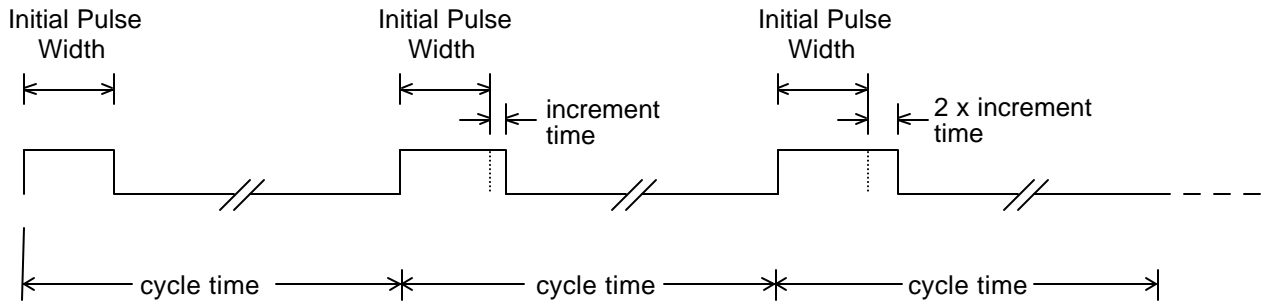 Initial Pulse
Width
Initial Pulse
Width
Initial Pulse
Width
increment
time
2 x increment
time
cycle time
cycle time
cycle time